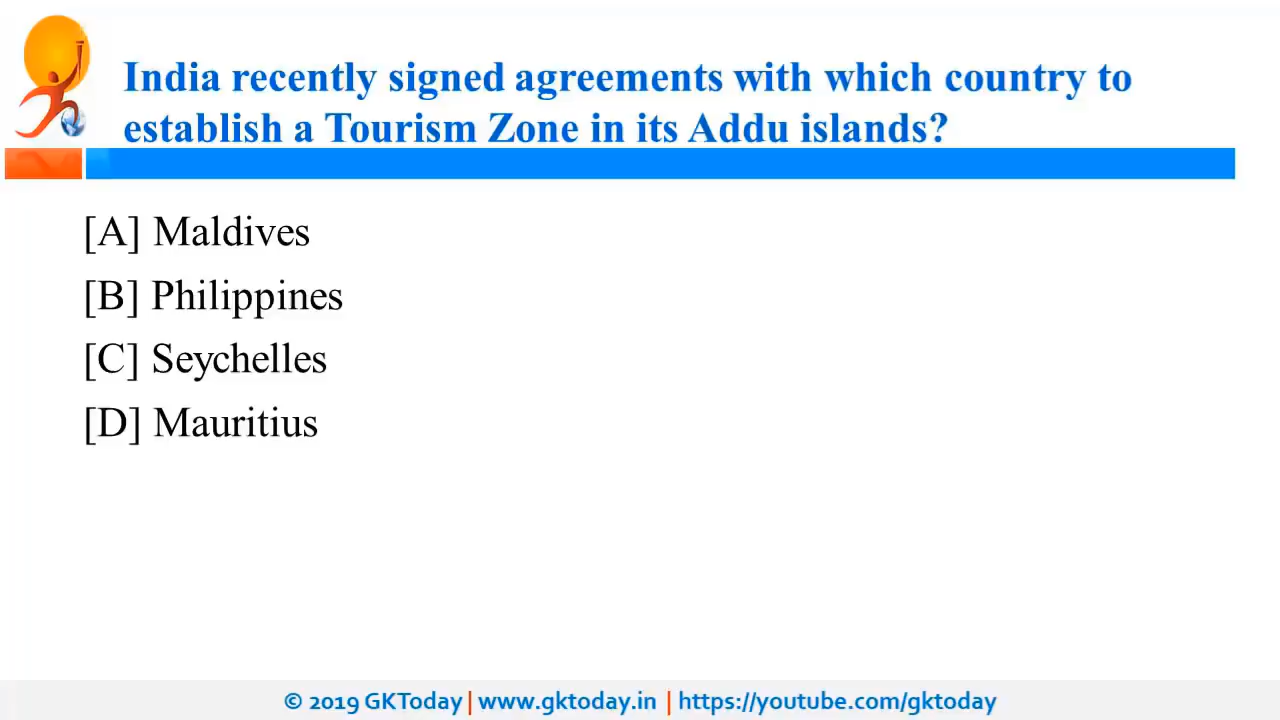 India recently signed agreements with which country to
establish a Tourism Zone in its Addu islands?
[A] Maldives
[B] Philippines
[C] Seychelles
[D] Mauritius
© 2019 GKToday | www.gktoday.in | https://youtube.com/gktoday